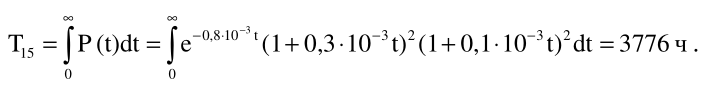 T₁₅ = ∫₀^∞ P (t)dt = ∫₀^∞ e^(-0,8·10⁻³ t) (1+0,3·10⁻³ t)² (1+0,1·10⁻³ t)² dt = 3776 ч .